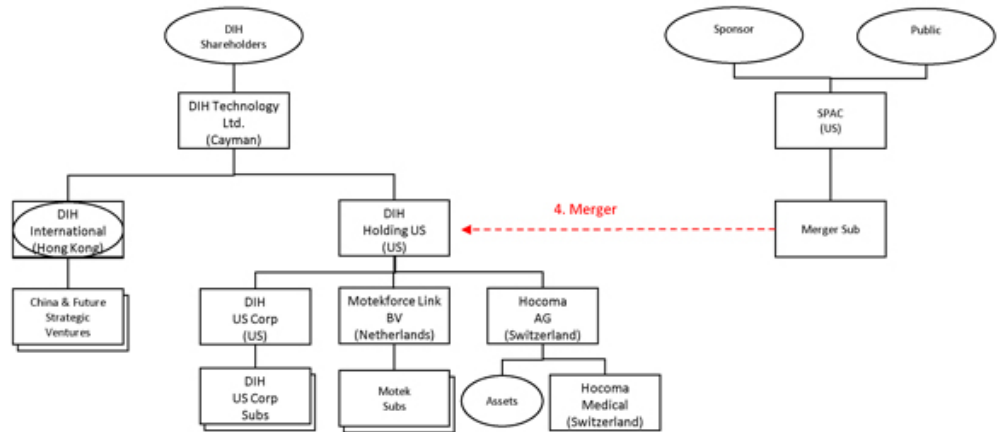 DIH
Shareholders
Sponsor
Public
DIH Technology
Ltd.
(Cayman)
SPAC
(US)
DIH
International
(Hong Kong)
DIH
Holding US
(US)
4. Merger
Merger Sub
China & Future
Strategic
Ventures
DIH
US Corp
(US)
Motekforce Link
BV
(Netherlands)
Hocoma
AG
(Switzerland)
DIH
US Corp
Subs
Motek
Subs
Assets
Hocoma
Medical
(Switzerland)